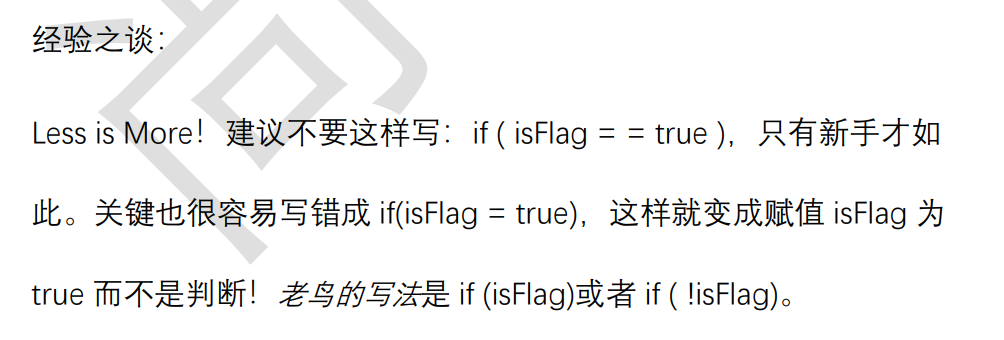 经验之谈：
Less is More！建议不要这样写：if ( isFlag = = true )，只有新手才如
此。关键也很容易写错成 if(isFlag = true)，这样就变成赋值 isFlag 为
true 而不是判断！老鸟的写法是 if (isFlag)或者 if ( !isFlag)。